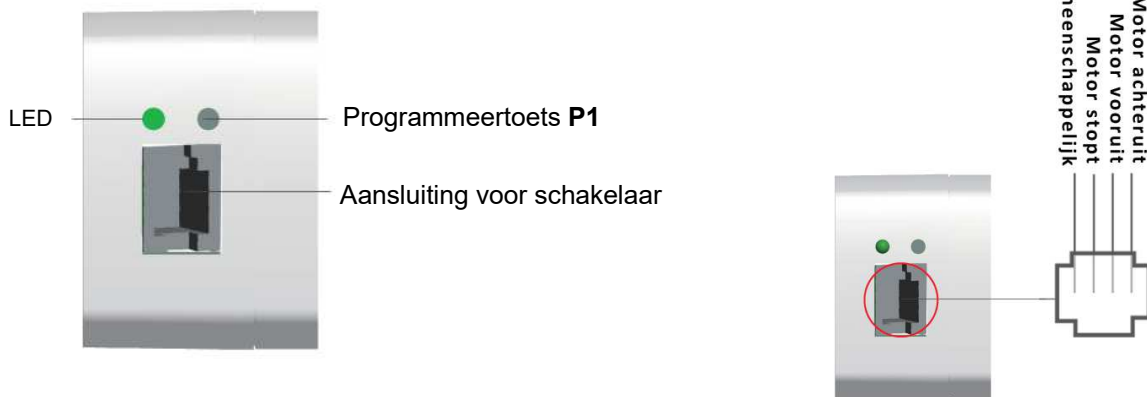 LED
Programmeertoets P1
Aansluiting voor schakelaar
Motor achteruit
Motor vooruit
Motor stopt
eenschappelijk